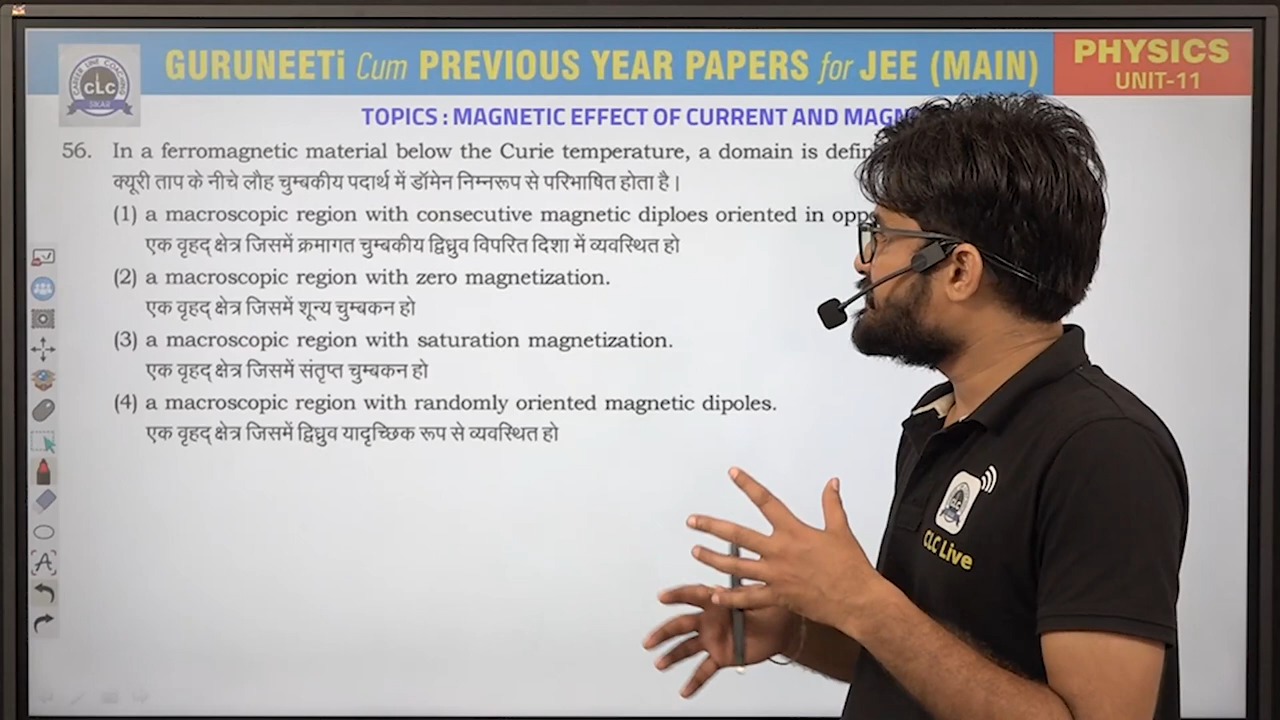 GURUNEETi Cum PREVIOUS YEAR PAPERS for JEE (MAIN)
PHYSICS
UNIT-11
CAREER LINE COACHING
CLC
SIKAR
TOPICS : MAGNETIC EFFECT OF CURRENT AND
56. In a ferromagnetic material below the Curie temperature, a domain is
क्यूरी ताप के नीचे लौह चुम्बकीय पदार्थ में डॉमेन निम्नरूप से परिभाषित होता है।
(1) a macroscopic region with consecutive magnetic diploes oriented in
एक वृहद् क्षेत्र जिसमें क्रमागत चुम्बकीय द्विध्रुव विपरित दिशा में व्यवस्थित हो
(2) a macroscopic region with zero magnetization.
एक वृहद् क्षेत्र जिसमें शून्य चुम्बकन हो
(3) a macroscopic region with saturation magnetization.
एक वृहद् क्षेत्र जिसमें संतृप्त चुम्बकन हो
(4) a macroscopic region with randomly oriented magnetic dipoles.
एक वृहद् क्षेत्र जिसमें द्विध्रुव यादृच्छिक रूप से व्यवस्थित हो
CLC Live